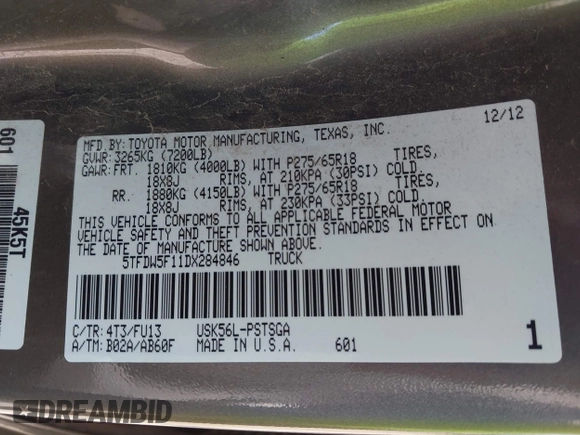 12/12
MFD. BY: TOYOTA MOTOR MANUFACTURING, TEXAS, INC.
GVWR: 3265KG (7200LB)
GAWR: FRT. 1810KG (4000LB) WITH P275/65R18 TIRES,
18X8J RIMS, AT 210KPA (30PSI) COLD
RR. 1880KG (4150LB) WITH P275/65R18 TIRES,
18X8J RIMS, AT 230KPA (33PSI) COLD
THIS VEHICLE CONFORMS TO ALL APPLICABLE FEDERAL MOTOR
VEHICLE SAFETY AND THEFT PREVENTION STANDARDS IN EFFECT ON
THE DATE OF MANUFACTURE SHOWN ABOVE.
5TFDW5F11DX284846 TRUCK
C/TR: 4T3/FU13 USK56L-PSTSGA
A/TM: B02A/AB60F MADE IN U.S.A. 601
1
601
45K5T
DREAMBID